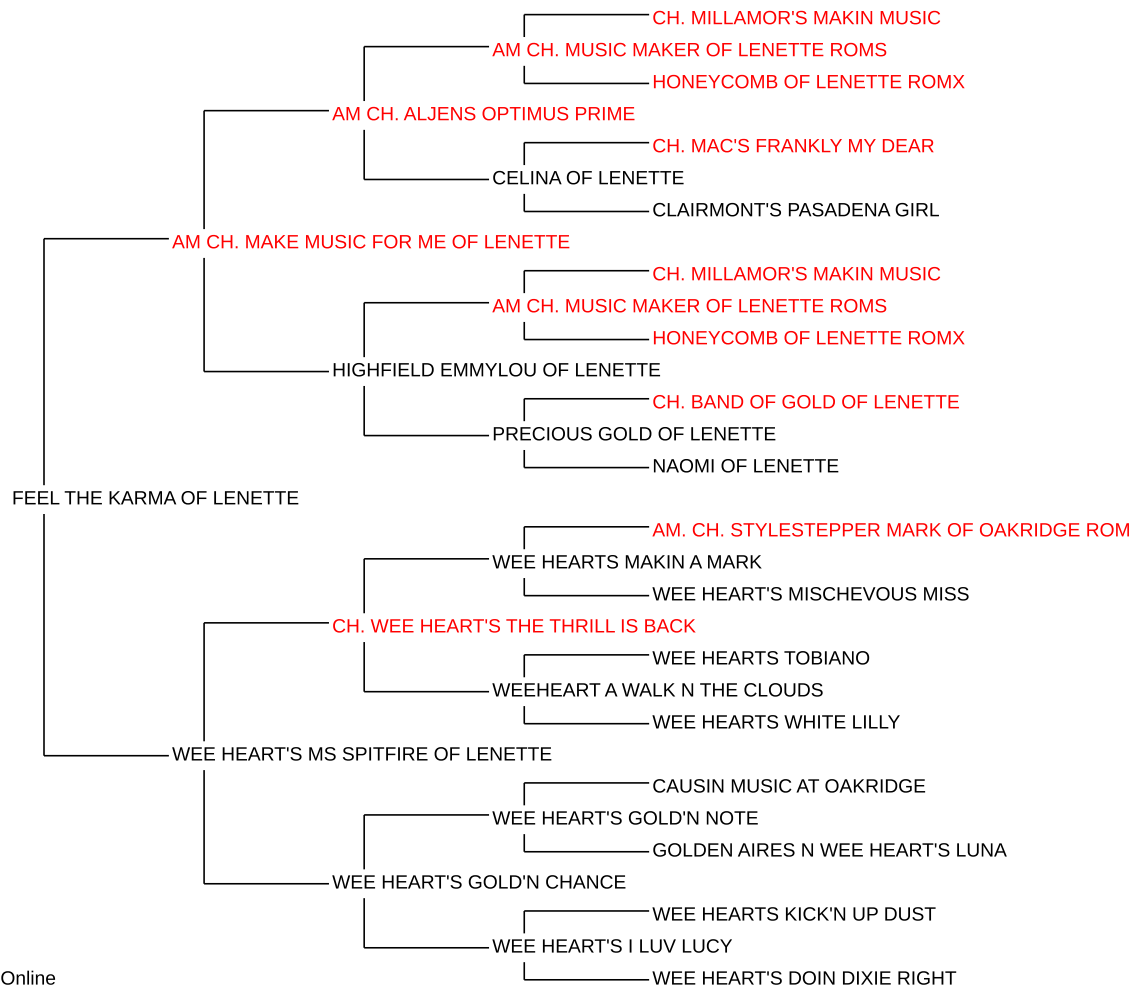 CH. MILLAMOR'S MAKIN MUSIC
AM CH. MUSIC MAKER OF LENETTE ROMS
HONEYCOMB OF LENETTE ROMX
AM CH. ALJENS OPTIMUS PRIME
CH. MAC'S FRANKLY MY DEAR
CELINA OF LENETTE
CLAIRMONT'S PASADENA GIRL
AM CH. MAKE MUSIC FOR ME OF LENETTE
CH. MILLAMOR'S MAKIN MUSIC
AM CH. MUSIC MAKER OF LENETTE ROMS
HONEYCOMB OF LENETTE ROMX
HIGHFIELD EMMYLOU OF LENETTE
CH. BAND OF GOLD OF LENETTE
PRECIOUS GOLD OF LENETTE
NAOMI OF LENETTE
FEEL THE KARMA OF LENETTE
AM. CH. STYLESTEPPER MARK OF OAKRIDGE ROM
WEE HEARTS MAKIN A MARK
WEE HEART'S MISCHEVOUS MISS
CH. WEE HEART'S THE THRILL IS BACK
WEE HEARTS TOBIANO
WEEHEART A WALK N THE CLOUDS
WEE HEARTS WHITE LILLY
WEE HEART'S MS SPITFIRE OF LENETTE
CAUSIN MUSIC AT OAKRIDGE
WEE HEART'S GOLD'N NOTE
GOLDEN AIRES N WEE HEART'S LUNA
WEE HEART'S GOLD'N CHANCE
WEE HEARTS KICK'N UP DUST
WEE HEART'S I LUV LUCY
WEE HEART'S DOIN DIXIE RIGHT
Online